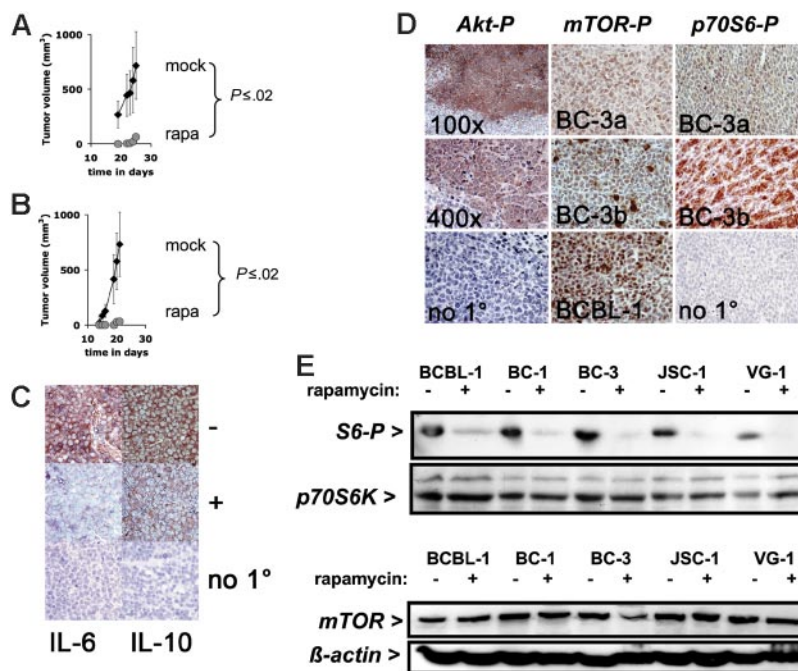 A
Tumor volume (mm³)
1000
500
0
10 20 30
time in days
mock
rapa
P≤.02
B
Tumor volume (mm³)
1000
500
0
10 20 30
time in days
mock
rapa
P≤.02
C
-
+
no 1°
IL-6 IL-10
D
Akt-P mTOR-P p70S6-P
100x BC-3a BC-3a
400x BC-3b BC-3b
no 1° BCBL-1 no 1°
E
BCBL-1 BC-1 BC-3 JSC-1 VG-1
rapamycin: - + - + - + - + - +
S6-P >
p70S6K >
BCBL-1 BC-1 BC-3 JSC-1 VG-1
rapamycin: - + - + - + - + - +
mTOR >
ß-actin >